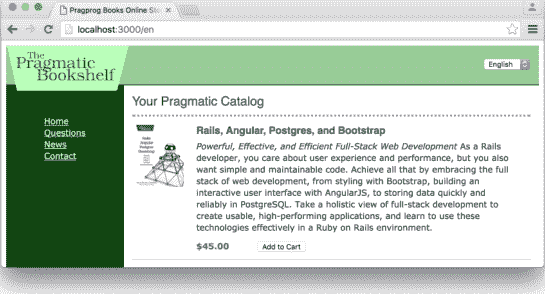 Pragprog Books Online St
localhost:3000/en
The
Pragmatic
Bookshelf
English
Home
Questions
News
Contact
Your Pragmatic Catalog
Rails, Angular, Postgres, and Bootstrap
Powerful, Effective, and Efficient Full-Stack Web Development As a Rails
developer, you care about user experience and performance, but you also
want simple and maintainable code. Achieve all that by embracing the full
stack of web development, from styling with Bootstrap, building an
interactive user interface with AngularJS, to storing data quickly and
reliably in PostgreSQL. Take a holistic view of full-stack development to
create usable, high-performing applications, and learn to use these
technologies effectively in a Ruby on Rails environment.
$45.00
Add to Cart